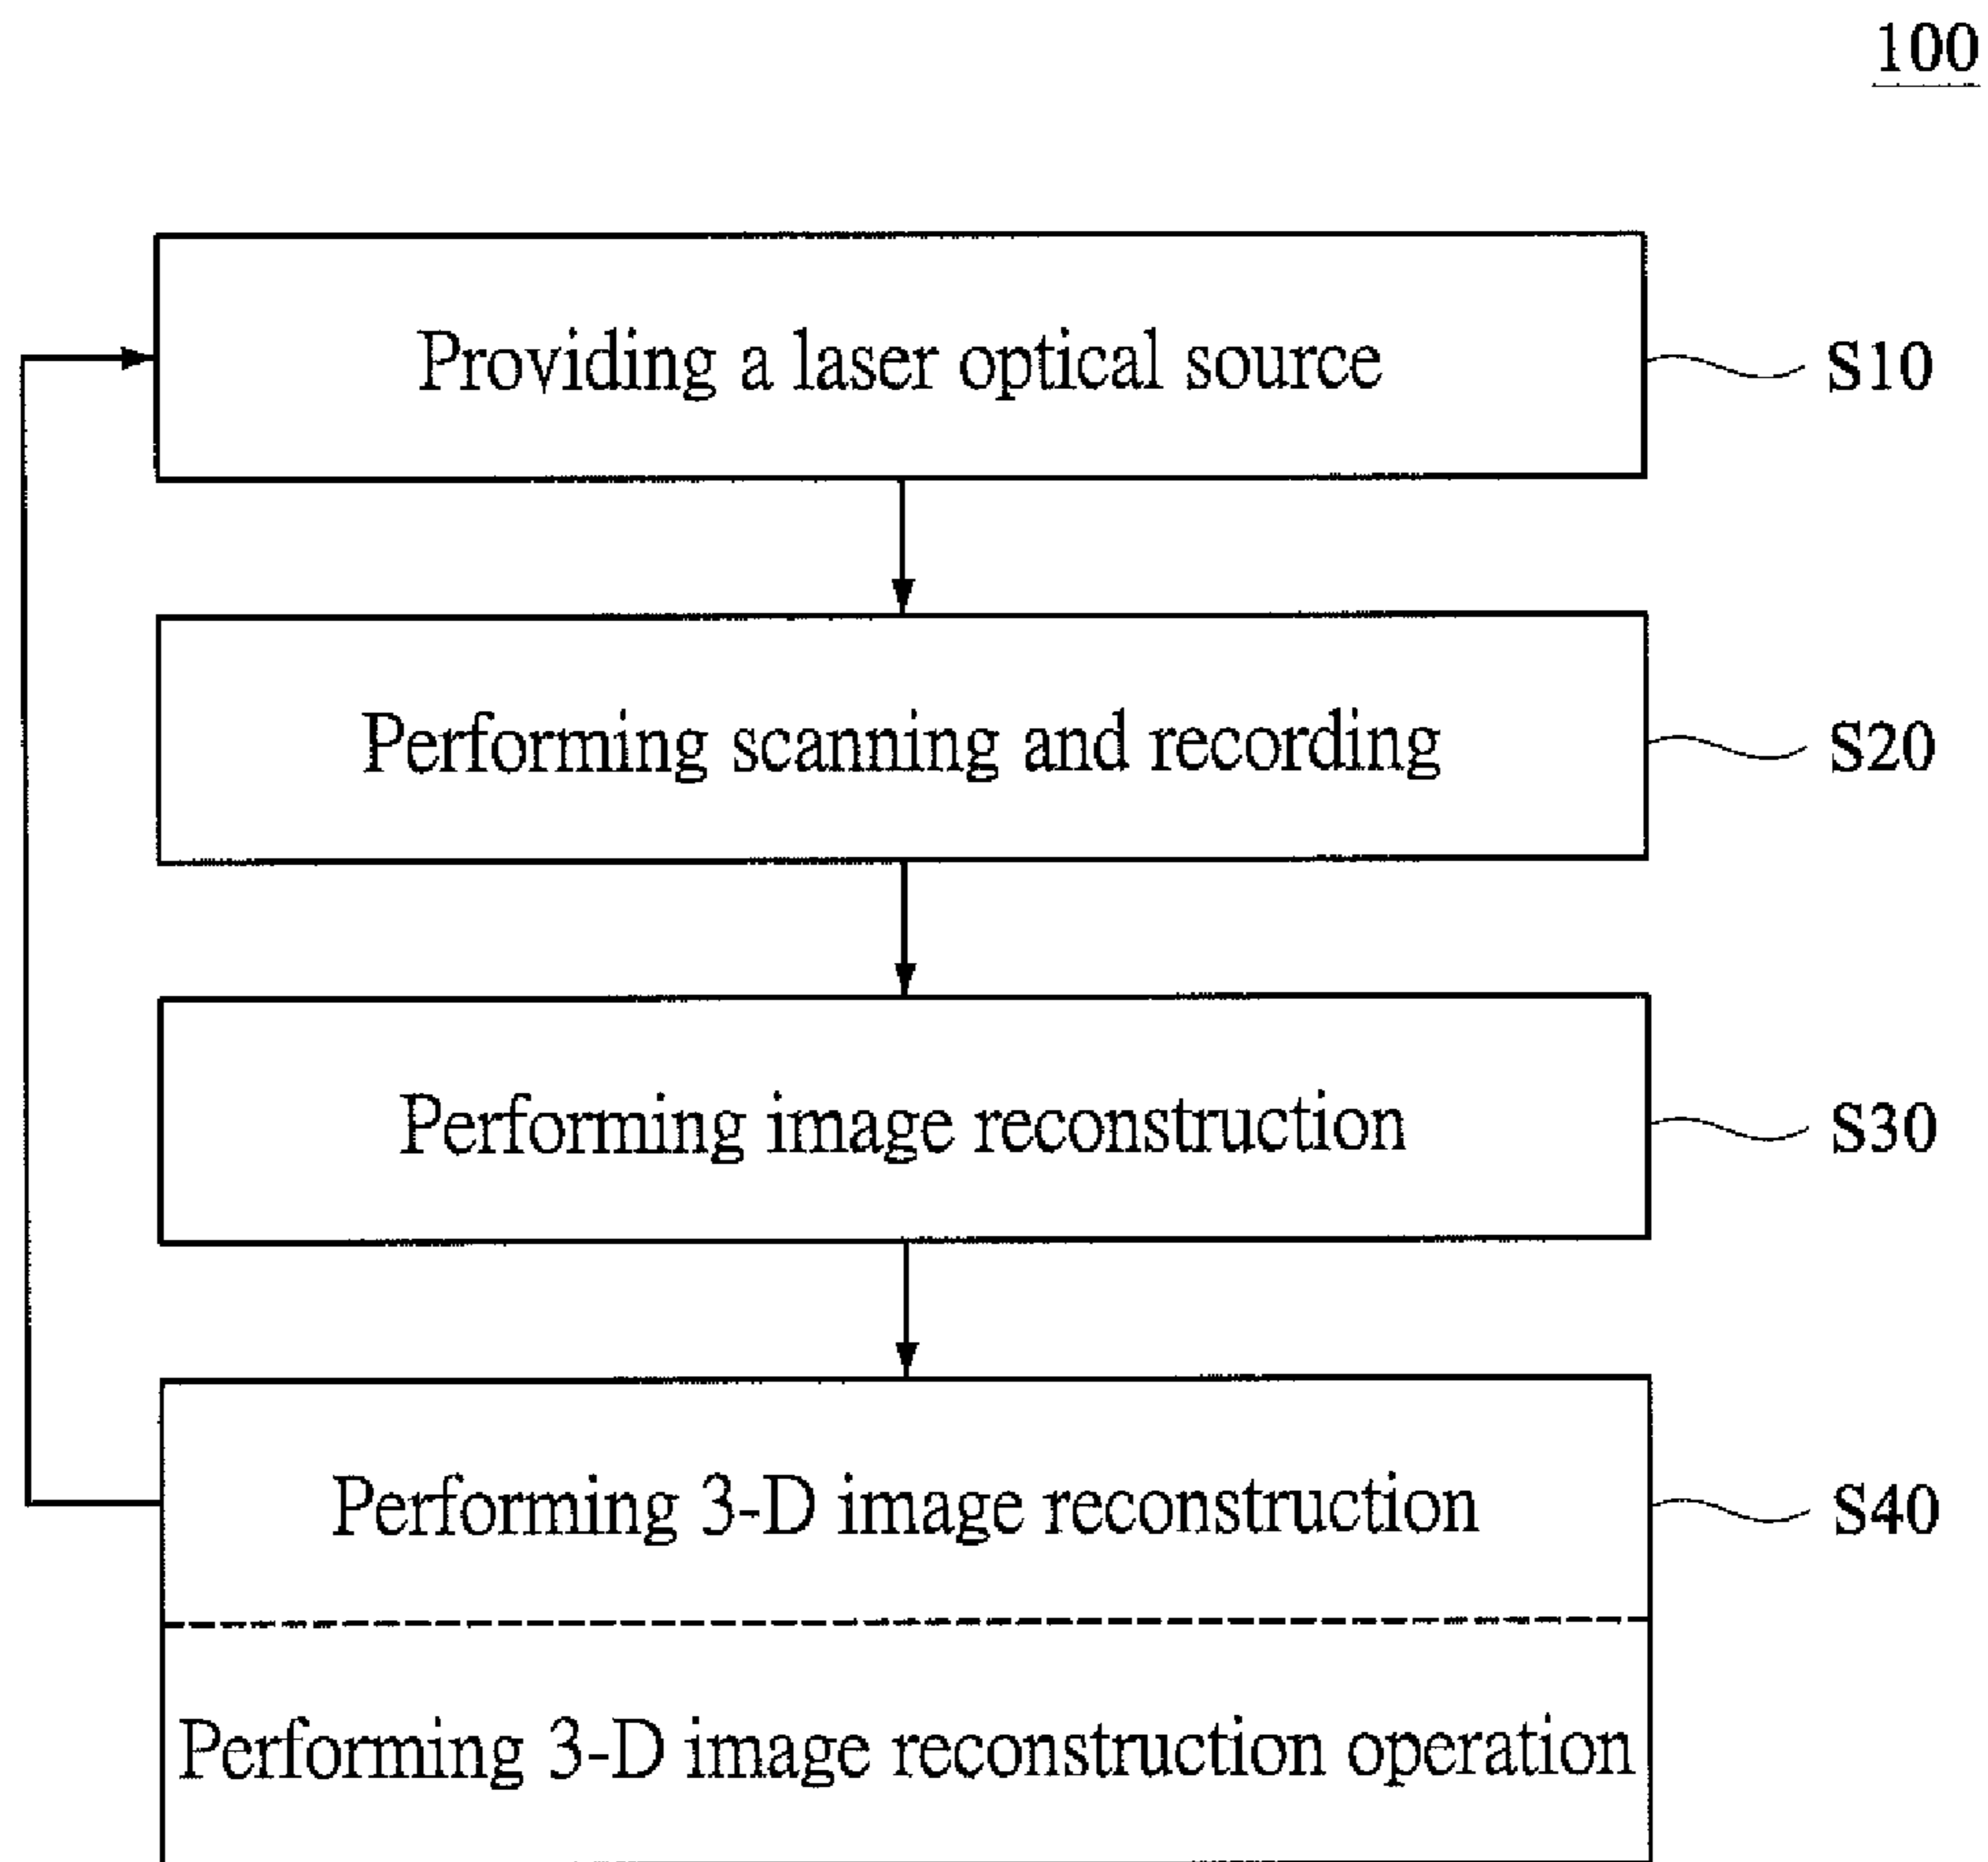 100
Providing a laser optical source
S10
Performing scanning and recording
S20
Performing image reconstruction
S30
Performing 3-D image reconstruction
S40
Performing 3-D image reconstruction operation